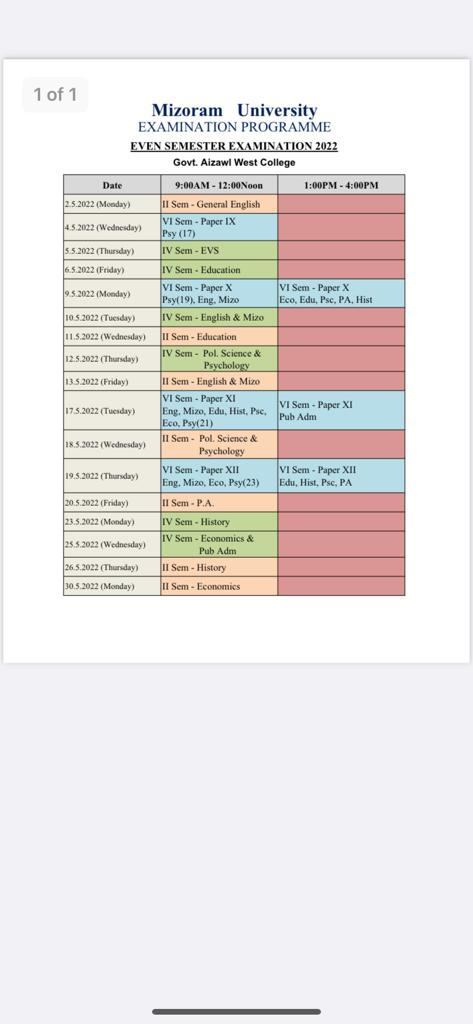 1 of 1
Mizoram University
EXAMINATION PROGRAMME
EVEN SEMESTER EXAMINATION 2022
Govt. Aizawl West College
Date 9:00AM - 12:00Noon 1:00PM - 4:00PM
2.5.2022 (Monday) II Sem - General English
4.5.2022 (Wednesday) VI Sem - Paper IX
Psy (17)
5.5.2022 (Thursday) IV Sem - EVS
6.5.2022 (Friday) IV Sem - Education
9.5.2022 (Monday) VI Sem - Paper X
Psy(19), Eng, Mizo
VI Sem - Paper X
Eco, Edu, Psc, PA, Hist
10.5.2022 (Tuesday) IV Sem - English & Mizo
11.5.2022 (Wednesday) II Sem - Education
12.5.2022 (Thursday) IV Sem - Pol. Science &
Psychology
13.5.2022 (Friday) II Sem - English & Mizo
17.5.2022 (Tuesday) VI Sem - Paper XI
Eng, Mizo, Edu, Hist, Psc,
Eco, Psy(21)
VI Sem - Paper XI
Pub Adm
18.5.2022 (Wednesday) II Sem - Pol. Science &
Psychology
19.5.2022 (Thursday) VI Sem - Paper XII
Eng, Mizo, Eco, Psy(23)
VI Sem - Paper XII
Edu, Hist, Psc, PA
20.5.2022 (Friday) II Sem - P.A.
23.5.2022 (Monday) IV Sem - History
25.5.2022 (Wednesday) IV Sem - Economics &
Pub Adm
26.5.2022 (Thursday) II Sem - History
30.5.2022 (Monday) II Sem - Economics